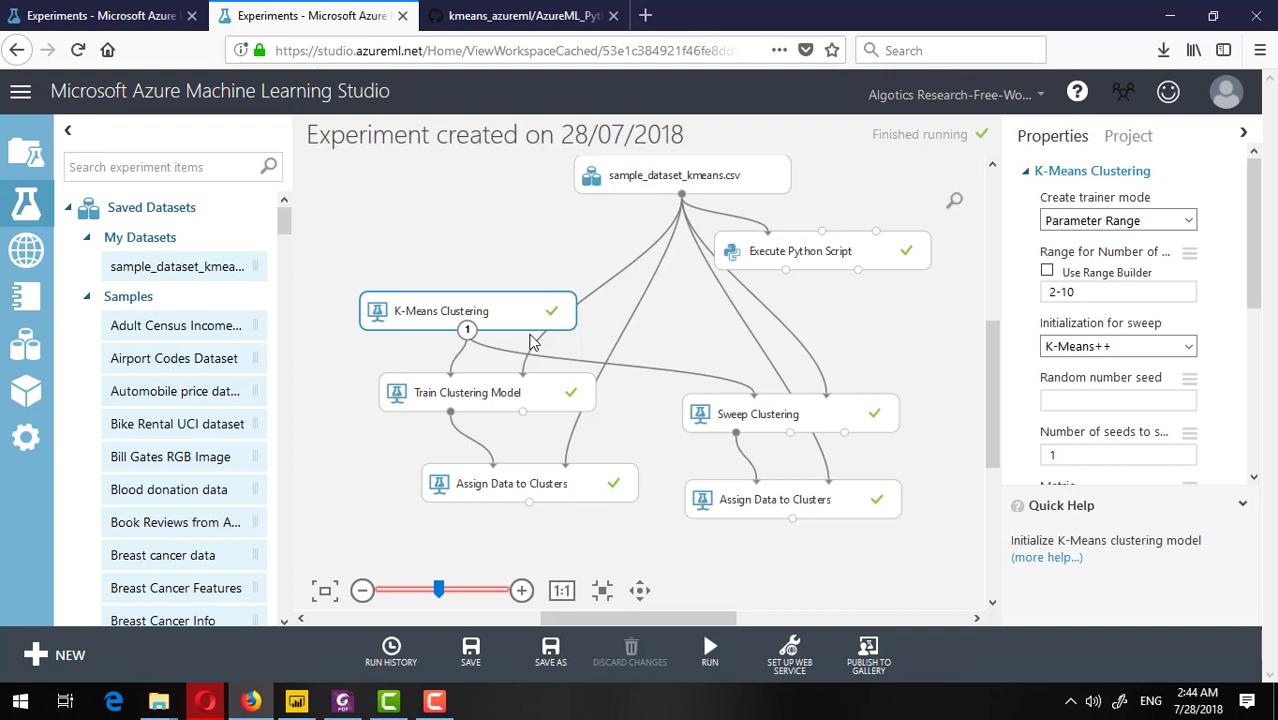 Experiments - Microsoft Azure
Experiments - Microsoft Azure M
kmeans_azureml/AzureML_Pyt
https://studio.azureml.net/Home/ViewWorkspaceCached/53e1c384921f46fe8dd
Search
Microsoft Azure Machine Learning Studio
Algotics Research-Free-Wo...
Search experiment items
Saved Datasets
My Datasets
sample_dataset_kmea...
Samples
Adult Census Income...
Airport Codes Dataset
Automobile price dat...
Bike Rental UCI dataset
Bill Gates RGB Image
Blood donation data
Book Reviews from A...
Breast cancer data
Breast Cancer Features
Breast Cancer Info
Experiment created on 28/07/2018
Finished running
sample_dataset_kmeans.csv
Execute Python Script
K-Means Clustering
1
Train Clustering Model
Sweep Clustering
Assign Data to Clusters
Assign Data to Clusters
1:1
Properties
Project
K-Means Clustering
Create trainer mode
Parameter Range
Range for Number of ...
Use Range Builder
2-10
Initialization for sweep
K-Means++
Random number seed
Number of seeds to s...
1
Quick Help
Initialize K-Means clustering model
(more help...)
NEW
RUN HISTORY
SAVE
SAVE AS
DISCARD CHANGES
RUN
SET UP WEB
SERVICE
PUBLISH TO
GALLERY
ENG
2:44 AM
7/28/2018